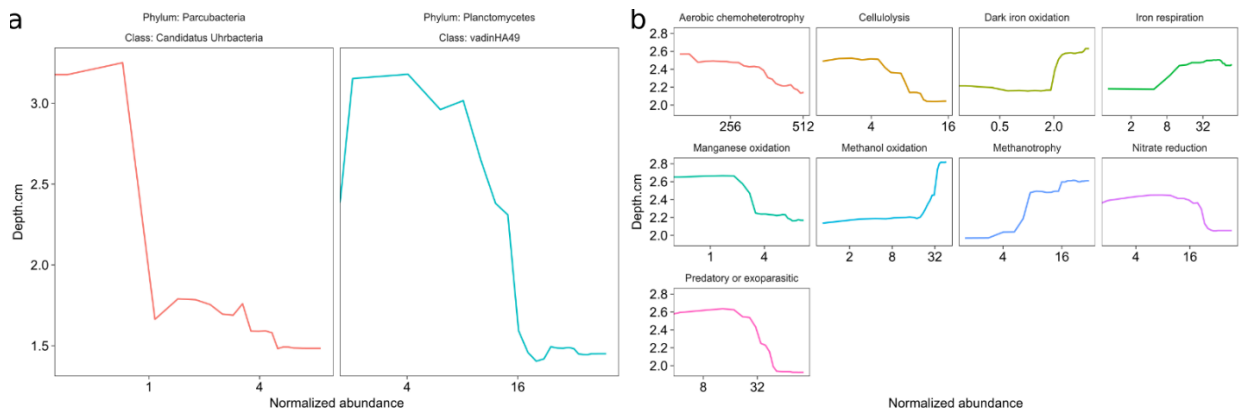 a
Phylum: Parcubacteria
Class: Candidatus Uhrbacteria
Phylum: Planctomycetes
Class: vadinHA49
Depth.cm
3.0
2.5
2.0
1.5
1 4
4 16
Normalized abundance
b
Aerobic chemoheterotrophy Cellulolysis Dark iron oxidation Iron respiration
2.8
2.6
2.4
2.2
2.0
256 512 4 16 0.5 2.0 2 8 32
Manganese oxidation Methanol oxidation Methanotrophy Nitrate reduction
Depth.cm
2.8
2.6
2.4
2.2
2.0
1 4 2 8 32 4 16 4 16
Predatory or exoparasitic
2.8
2.6
2.4
2.2
2.0
8 32
Normalized abundance